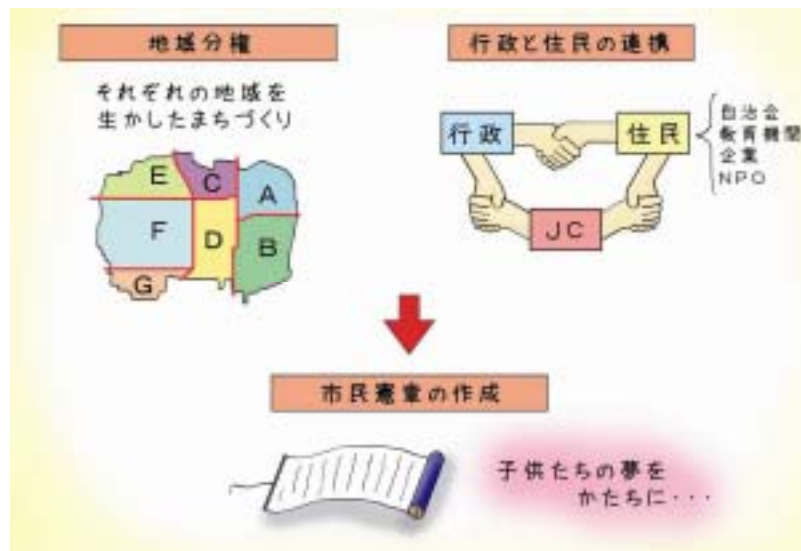 地域分権
それぞれの地域を
生かしたまちづくり
E
C
A
F
D
B
G
行政と住民の連携
行政
住民
自治会
教育機関
企業
NPO
JC
市民憲章の作成
子供たちの夢を
かたちに・・・